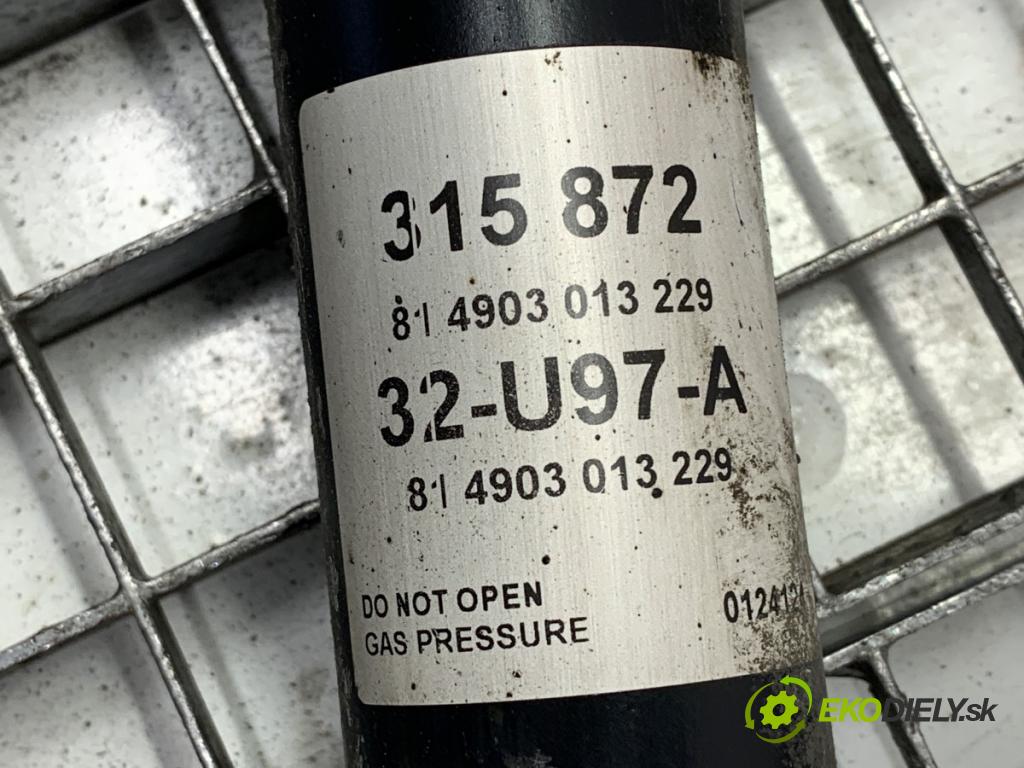 315 872
81 4903 013 229
32-U97-A
81 4903 013 229
DO NOT OPEN
GAS PRESSURE
EKODIELY.sk